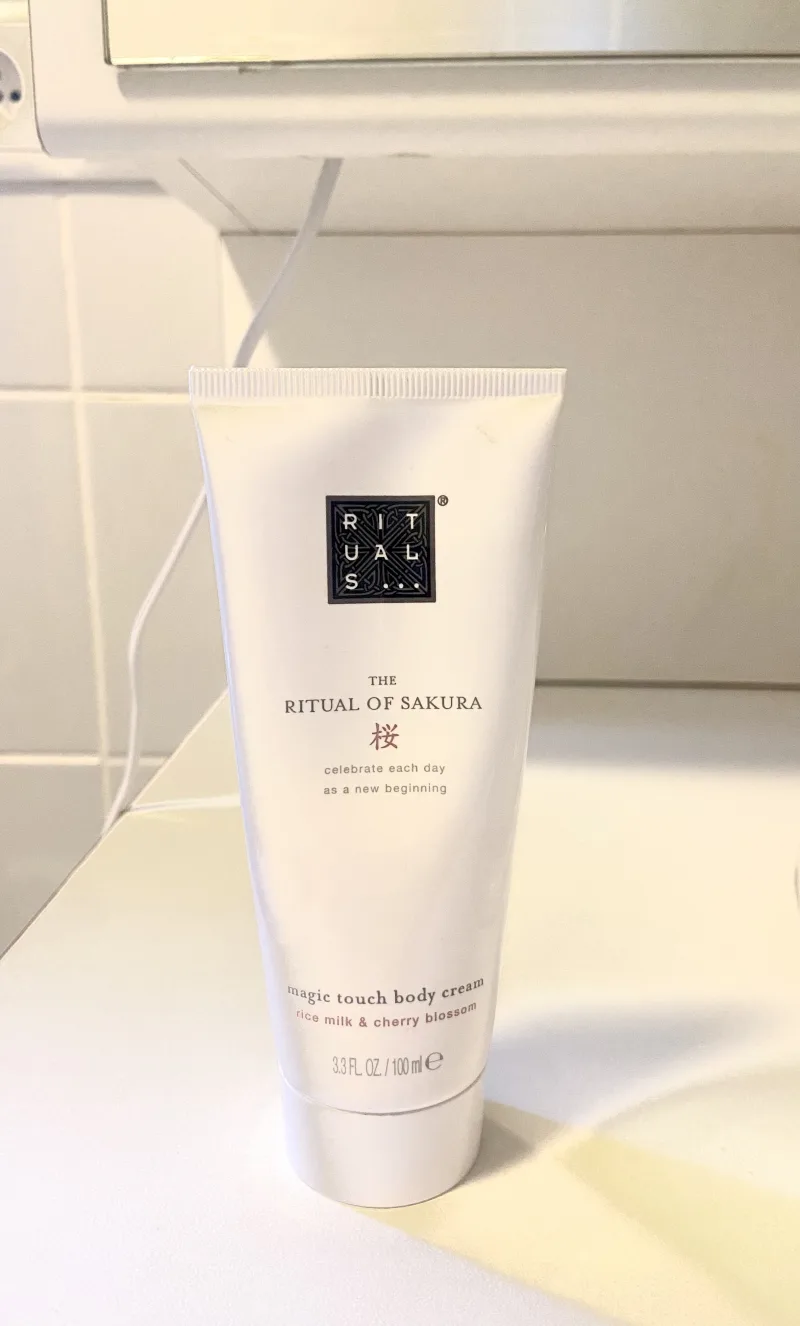 RIT
UAL
S...®
THE
RITUAL OF SAKURA
桜
celebrate each day
as a new beginning
magic touch body cream
rice milk & cherry blossom
3.3 FL. OZ. / 100 ml ℮